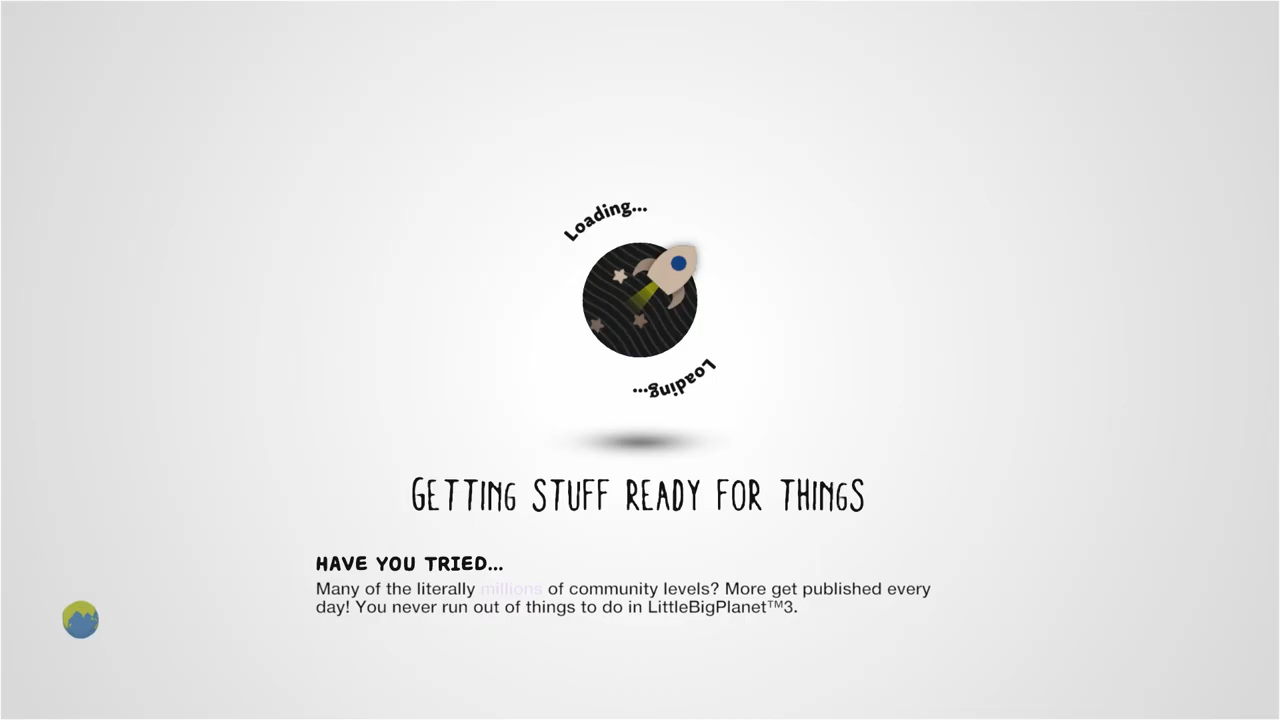 Loading...
Loading...
GETTING STUFF READY FOR THINGS
HAVE YOU TRIED...
Many of the literally millions of community levels? More get published every
day! You never run out of things to do in LittleBigPlanet™3.